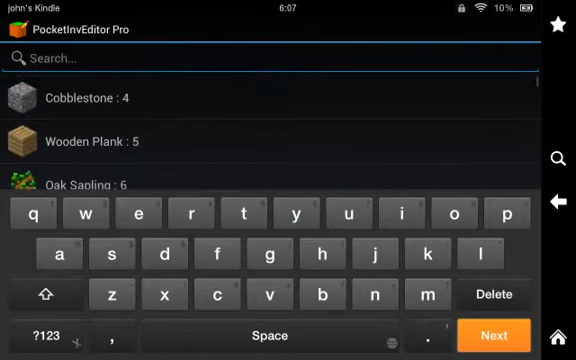 john's Kindle 6:07 10%
PocketInvEditor Pro
Search...
Cobblestone : 4
Wooden Plank : 5
Oak Sapling : 6
q w e r t y u i o p
a s d f g h j k l
z x c v b n m Delete
?123 , Space . Next